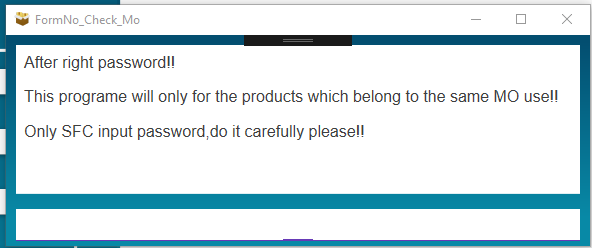 FormNo_Check_Mo
After right password!!
This programe will only for the products which belong to the same MO use!!
Only SFC input password,do it carefully please!!